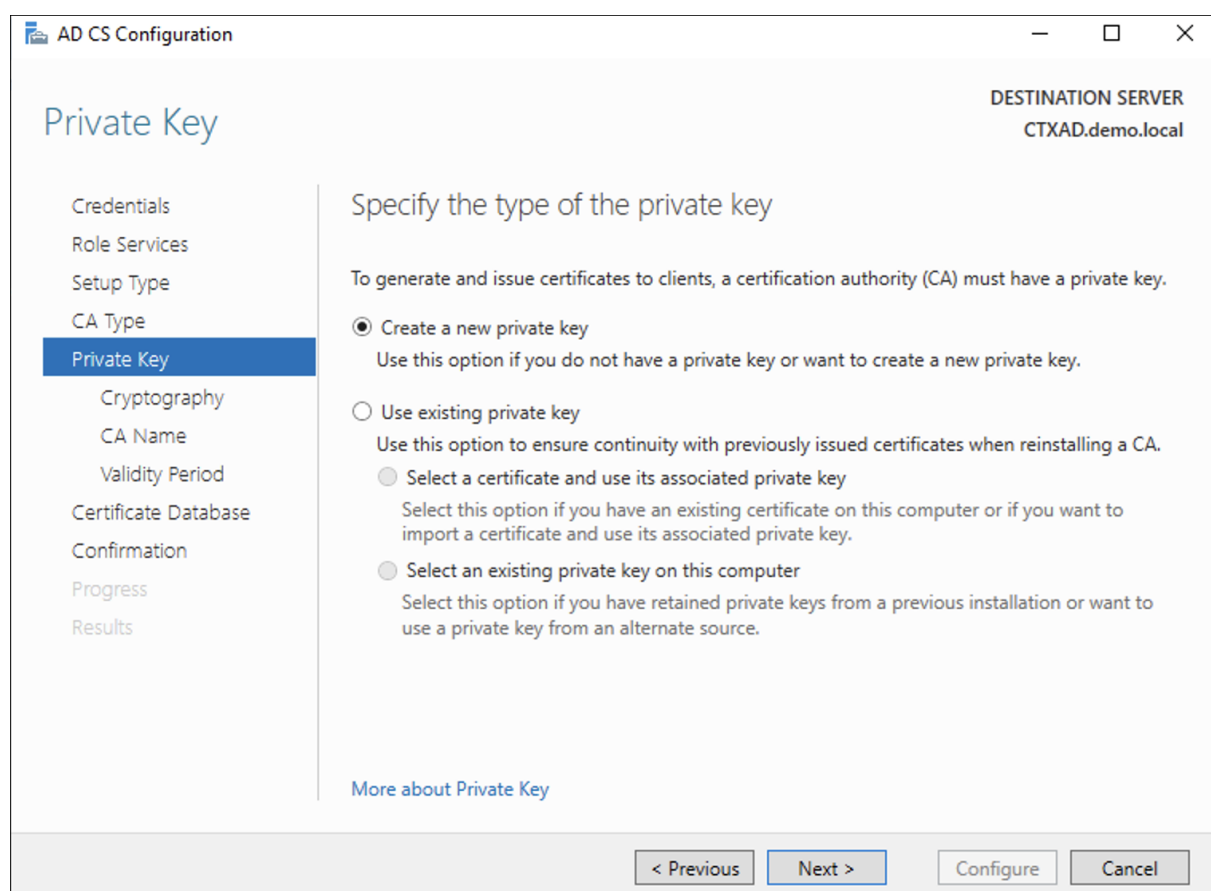 AD CS Configuration
Private Key
DESTINATION SERVER
CTXAD.demo.local
Credentials
Role Services
Setup Type
CA Type
Private Key
Cryptography
CA Name
Validity Period
Certificate Database
Confirmation
Progress
Results
Specify the type of the private key
To generate and issue certificates to clients, a certification authority (CA) must have a private key.
Create a new private key
Use this option if you do not have a private key or want to create a new private key.
Use existing private key
Use this option to ensure continuity with previously issued certificates when reinstalling a CA.
Select a certificate and use its associated private key
Select this option if you have an existing certificate on this computer or if you want to
import a certificate and use its associated private key.
Select an existing private key on this computer
Select this option if you have retained private keys from a previous installation or want to
use a private key from an alternate source.
More about Private Key
< Previous
Next >
Configure
Cancel